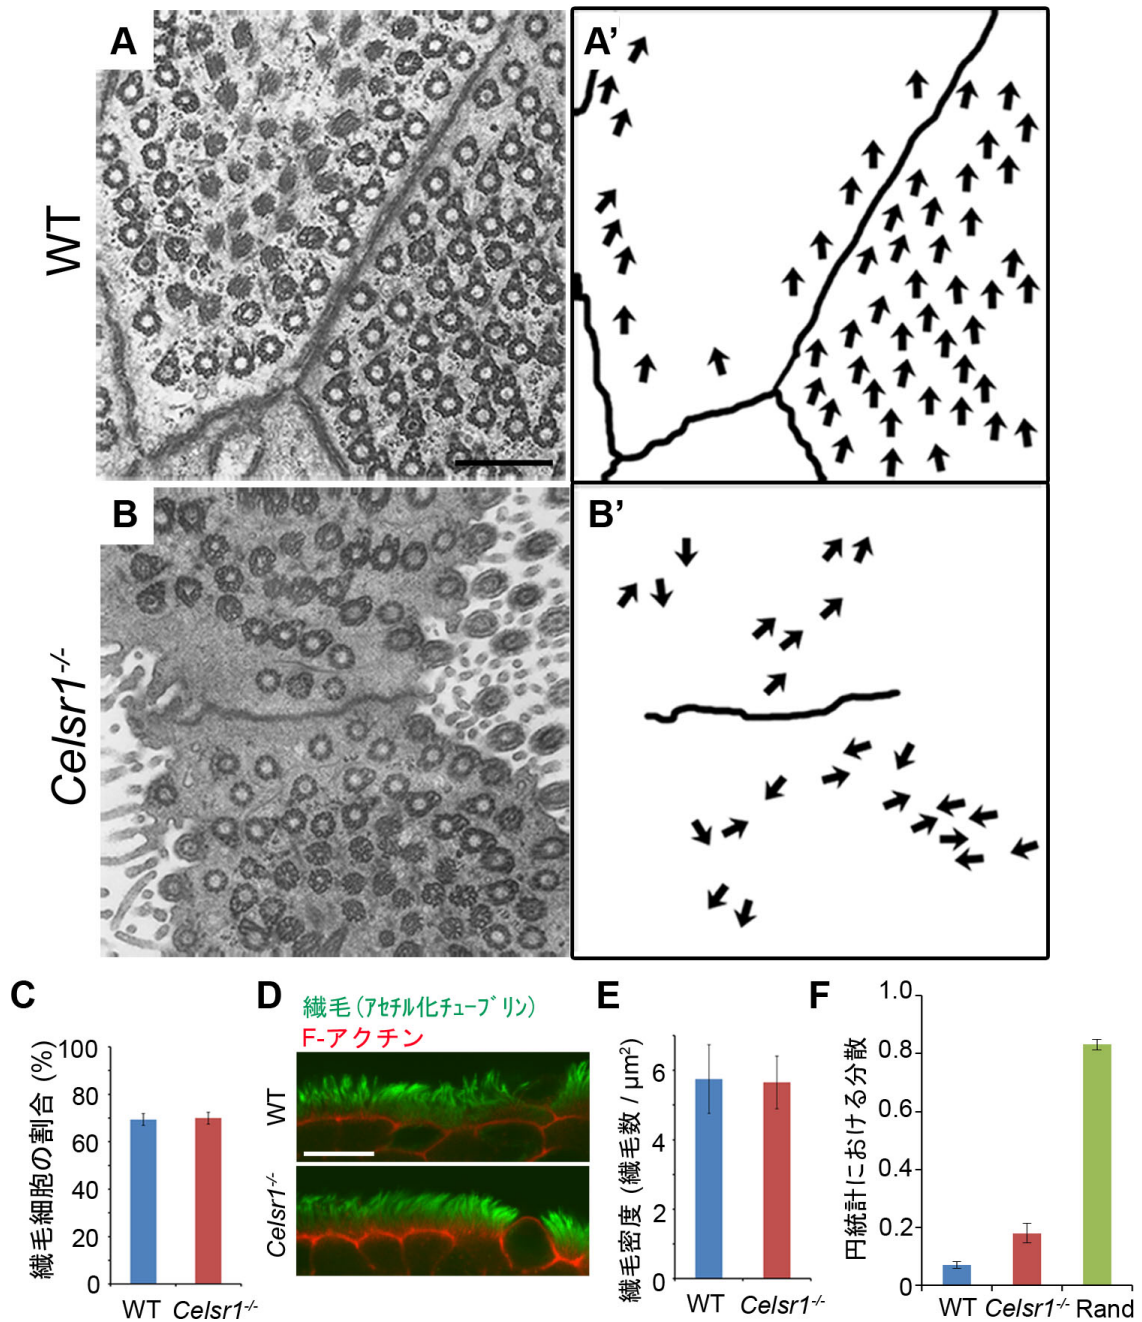 A
A’
WT
B
B’
Celsr1-/-
C
D
E
F
繊毛細胞の割合 (%)
100
80
60
40
20
0
WT
Celsr1-/-
繊毛 (ｱｾﾁﾙ化ﾁｭｰﾌﾞﾘﾝ)
F-アクチン
WT
Celsr1-/-
繊毛密度 (繊毛数 / μm²)
6
4
2
0
WT
Celsr1-/-
円統計における分散
1.0
0.8
0.6
0.4
0.2
0
WT
Celsr1-/-
Rand